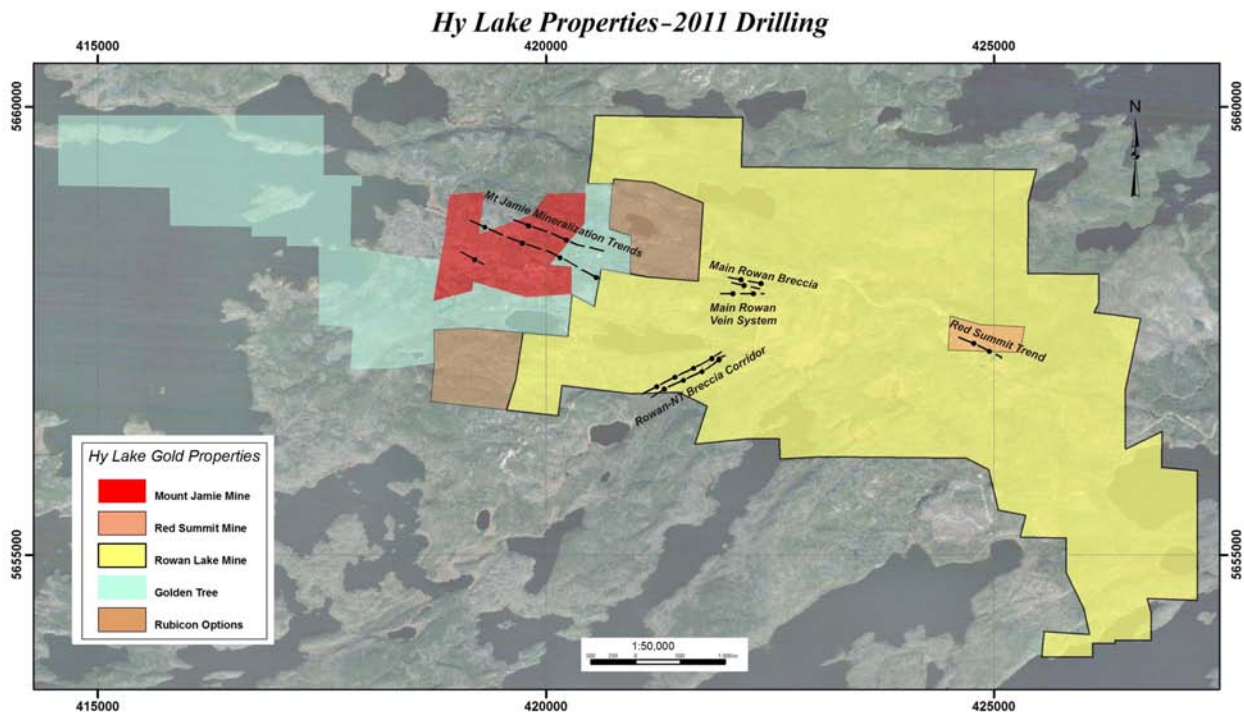 Hy Lake Properties-2011 Drilling
415000
420000
425000
5660000
5660000
N
Mt Jamie Mineralization Trends
Main Rowan Breccia
Main Rowan
Vein System
Red Summit Trend
Rowan-NT Breccia Corridor
Hy Lake Gold Properties
Mount Jamie Mine
Red Summit Mine
Rowan Lake Mine
Golden Tree
Rubicon Options
5655000
5655000
1:50,000
0
415000
420000
425000